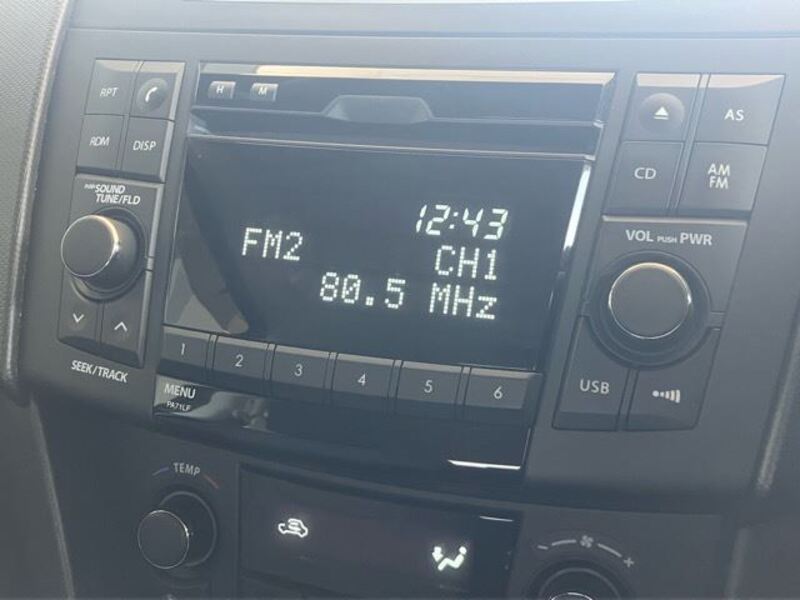 RPT
H M
AS
RDM
DISP
CD
AM
FM
PUSH SOUND
TUNE/FLD
12:43
FM2
CH1
80.5 MHz
VOL PUSH PWR
1 2 3 4 5 6
SEEK/TRACK
MENU
PA71LF
USB
TEMP